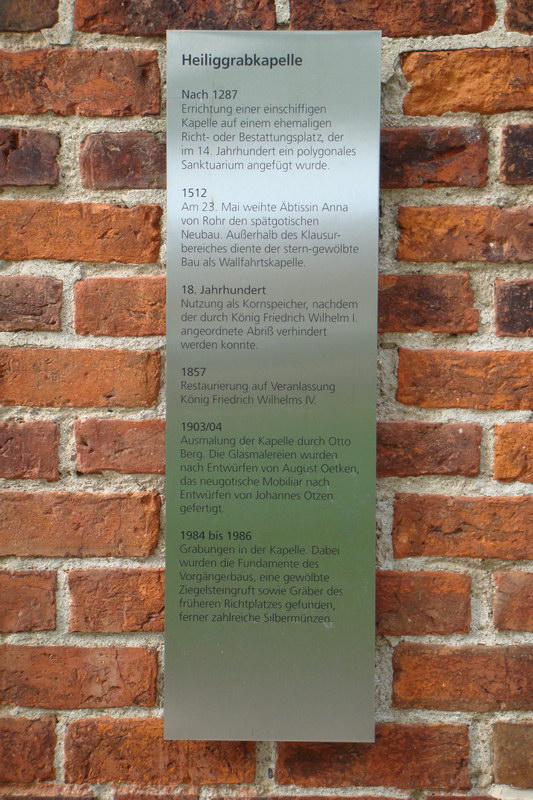 Heiliggrabkapelle
Nach 1287
Errichtung einer einschiffigen
Kapelle auf einem ehemaligen
Richt- oder Bestattungsplatz, der
im 14. Jahrhundert ein polygonales
Sanktuarium angefügt wurde.
1512
Am 23. Mai weihte Äbtissin Anna
von Rohr den spätgotischen
Neubau. Außerhalb des Klausur-
bereiches diente der stern-gewölbte
Bau als Wallfahrtskapelle.
18. Jahrhundert
Nutzung als Kornspeicher, nachdem
der durch König Friedrich Wilhelm I.
angeordnete Abriß verhindert
werden konnte.
1857
Restaurierung auf Veranlassung
König Friedrich Wilhelms IV.
1903/04
Ausmalung der Kapelle durch Otto
Berg. Die Glasmalereien wurden
nach Entwürfen von August Oetken,
das neugotische Mobiliar nach
Entwürfen von Johannes Otzen
gefertigt.
1984 bis 1986
Grabungen in der Kapelle. Dabei
wurden die Fundamente des
Vorgängerbaus, eine gewölbte
Ziegelsteingruft sowie Gräber des
früheren Richtplatzes gefunden,
ferner zahlreiche Silbermünzen.